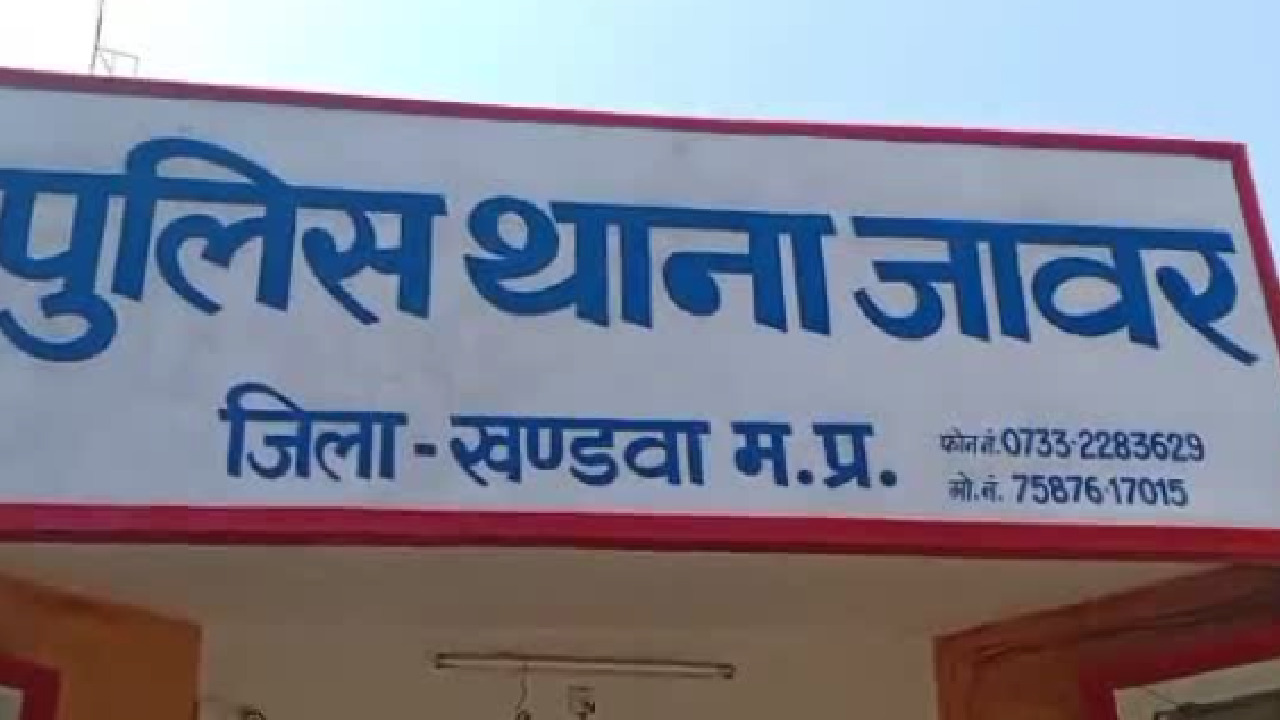 पुलिस थाना जावर
जिला - खण्डवा म.प्र.
फोन नं. 0733-2283629
मो.नं. 75876-17015